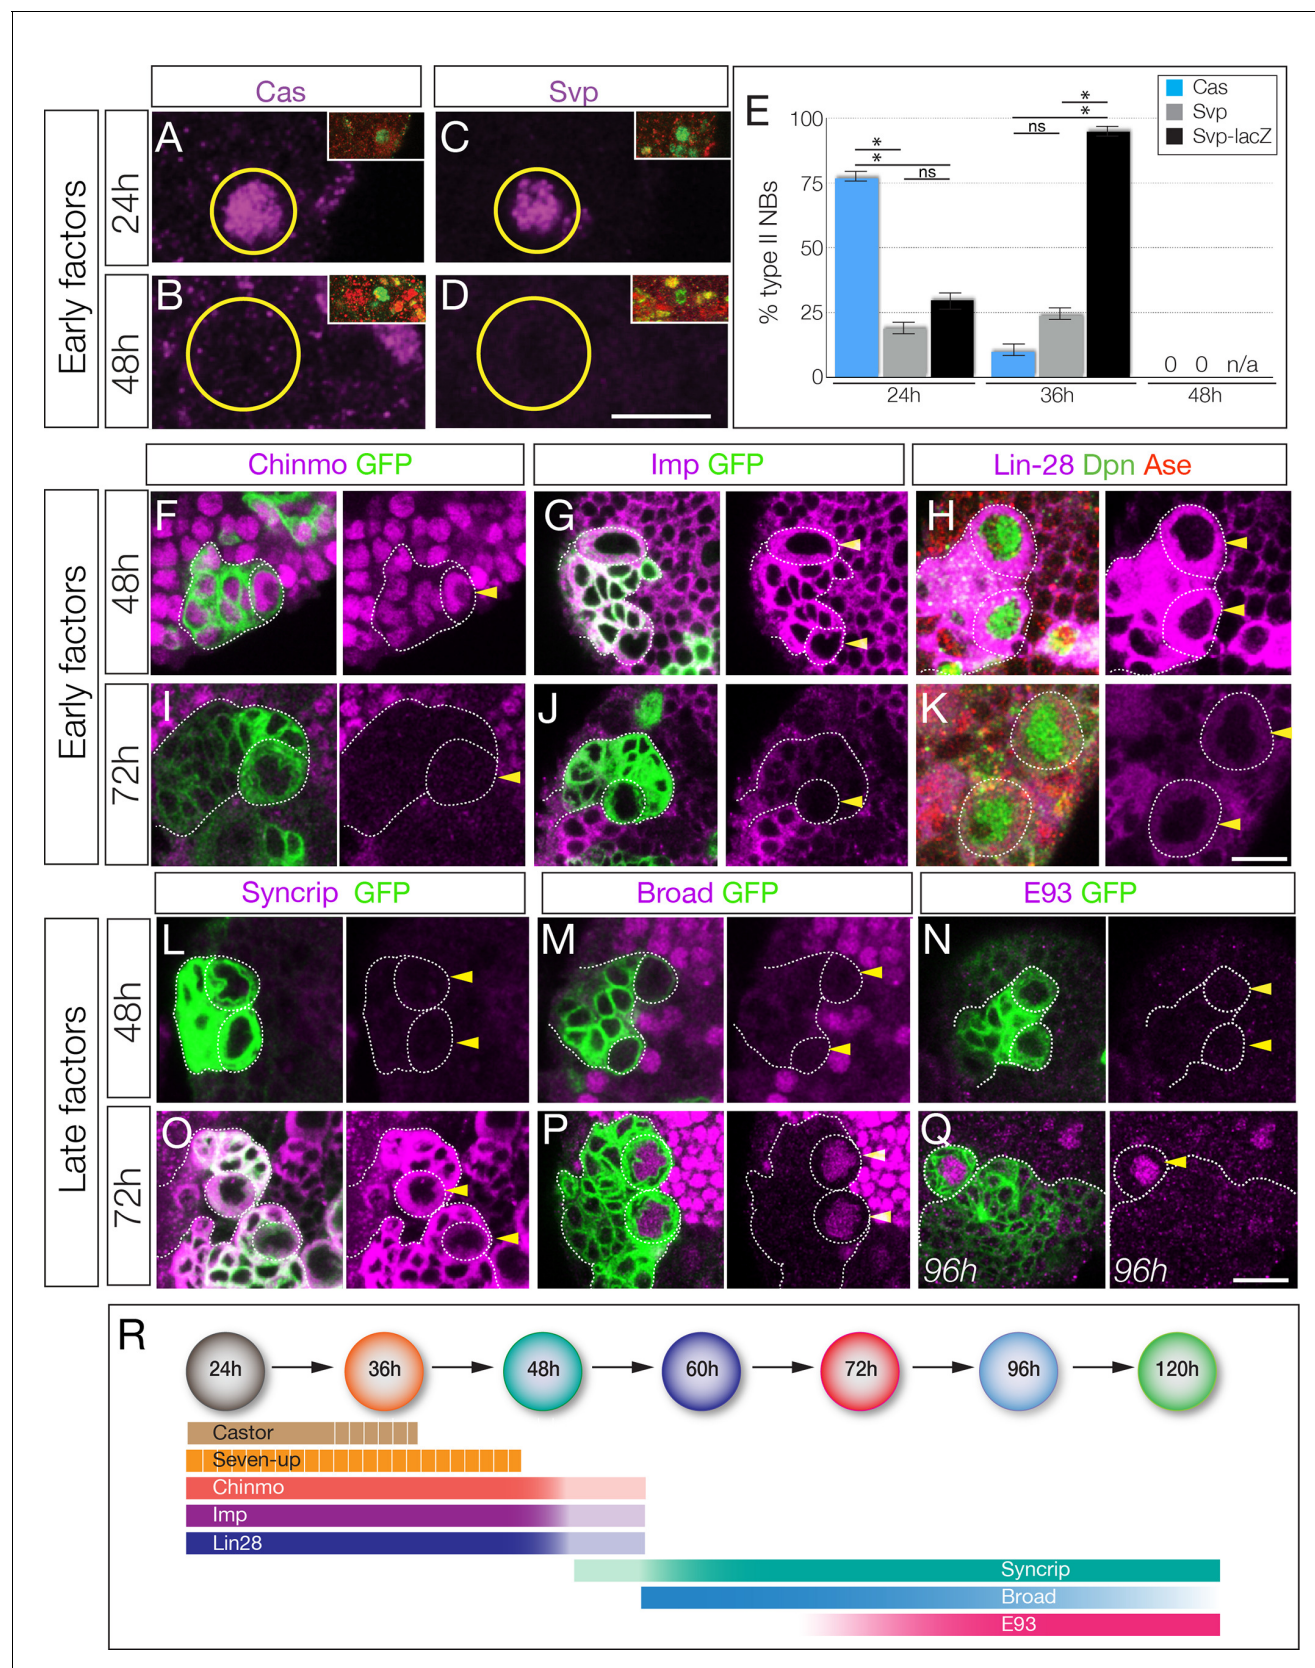 Cas
Svp
Early factors
24h
48h
A
C
B
D
E
Cas
Svp
Svp-lacZ
% type II NBs
100
75
50
25
0
*
*
ns
*
*
ns
0 0 n/a
24h
36h
48h
Chinmo GFP
Imp GFP
Lin-28 Dpn Ase
Early factors
48h
72h
F
G
H
I
J
K
Syncrip GFP
Broad GFP
E93 GFP
Late factors
48h
72h
L
M
N
O
P
Q
96h
96h
R
24h
36h
48h
60h
72h
96h
120h
Castor
Seven-up
Chinmo
Imp
Lin28
Syncrip
Broad
E93